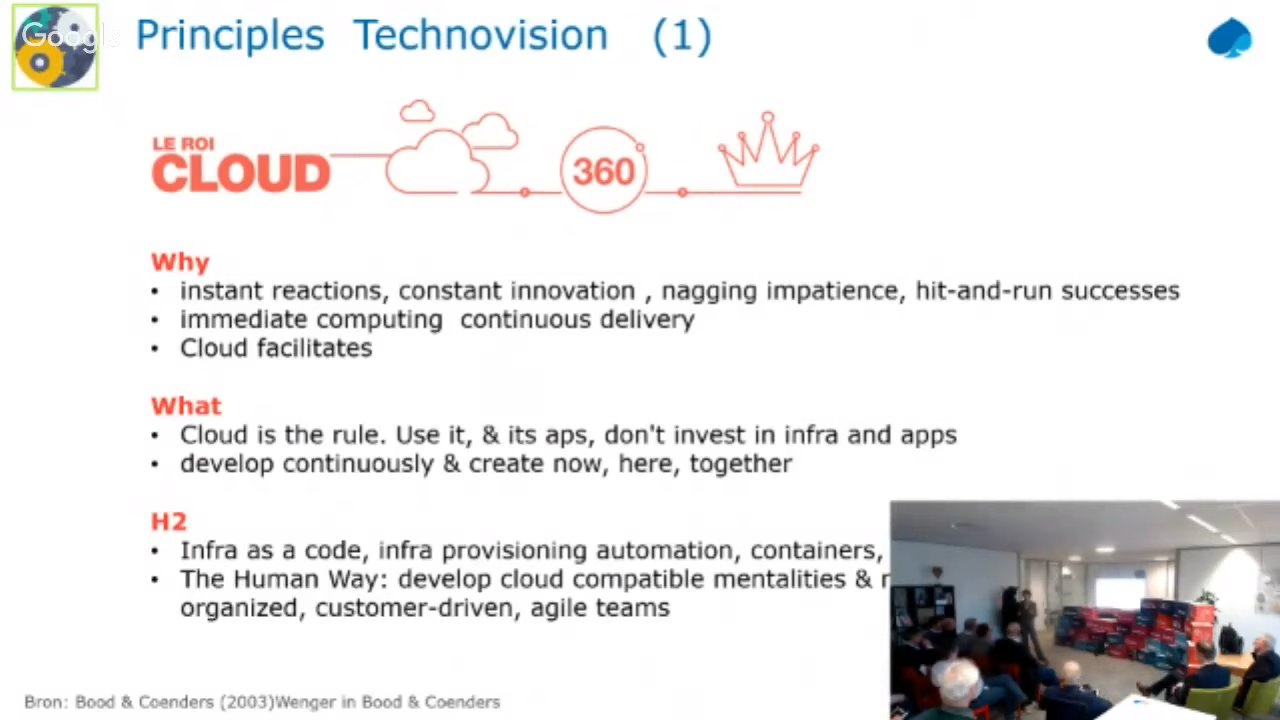 Google
Principles Technovision (1)
LE ROI
CLOUD
360
Why
• instant reactions, constant innovation , nagging impatience, hit-and-run successes
• immediate computing continuous delivery
• Cloud facilitates
What
• Cloud is the rule. Use it, & its aps, don't invest in infra and apps
• develop continuously & create now, here, together
H2
• Infra as a code, infra provisioning automation, containers,
• The Human Way: develop cloud compatible mentalities &
organized, customer-driven, agile teams
Bron: Bood & Coenders (2003)Wenger in Bood & Coenders